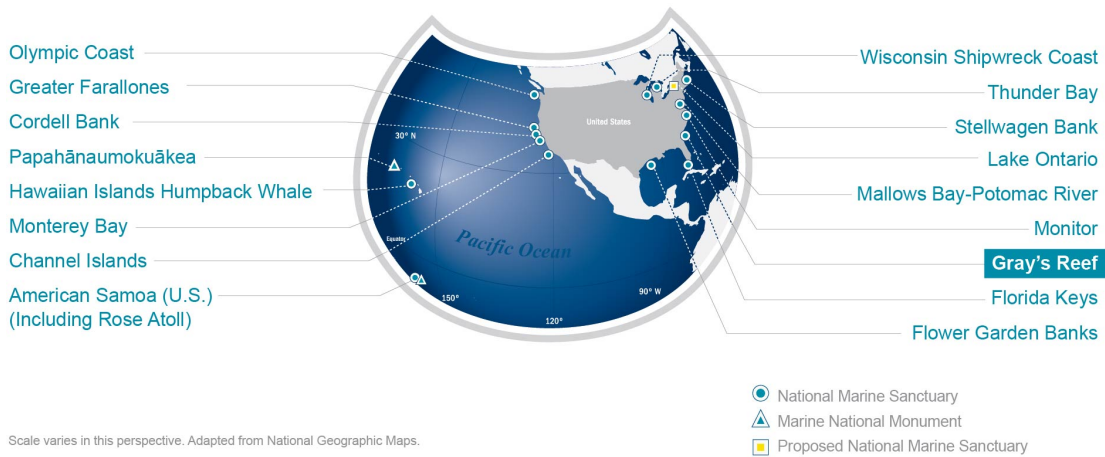 Olympic Coast
Greater Farallones
Cordell Bank
Papahānaumokuākea
Hawaiian Islands Humpback Whale
Monterey Bay
Channel Islands
American Samoa (U.S.)
(Including Rose Atoll)
30° N
Equator
150°
120°
90° W
Pacific Ocean
United States
Wisconsin Shipwreck Coast
Thunder Bay
Stellwagen Bank
Lake Ontario
Mallows Bay-Potomac River
Monitor
Gray's Reef
Florida Keys
Flower Garden Banks
National Marine Sanctuary
Marine National Monument
Proposed National Marine Sanctuary
Scale varies in this perspective. Adapted from National Geographic Maps.